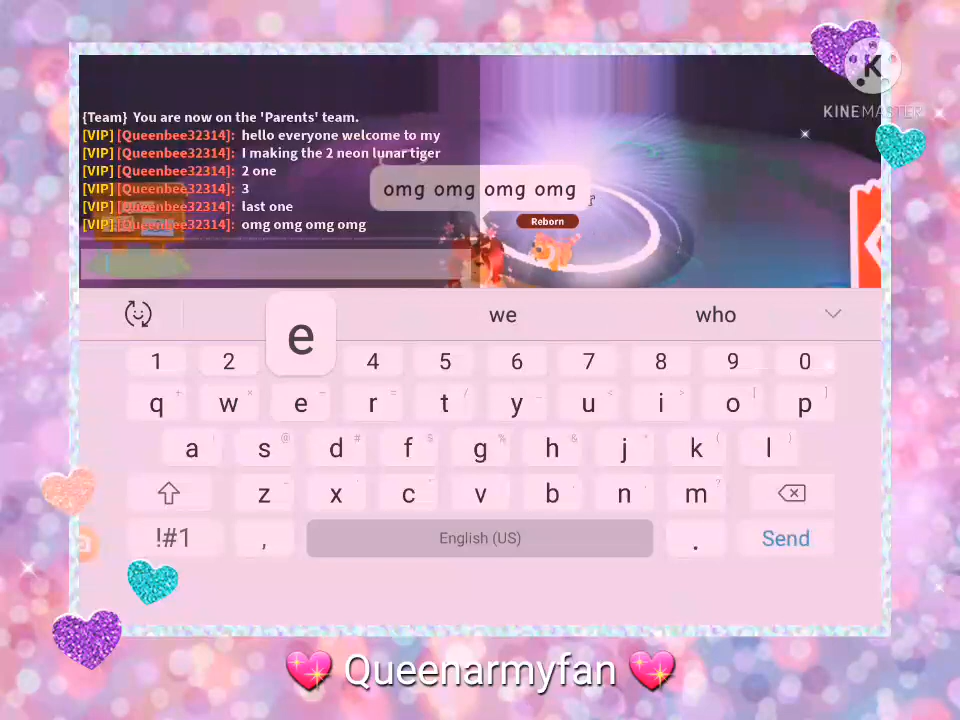 K
KINEMASTER
{Team} You are now on the 'Parents' team.
[VIP] [Queenbee32314]: hello everyone welcome to my
[VIP] [Queenbee32314]: I making the 2 neon lunar tiger
[VIP] [Queenbee32314]: 2 one
[VIP] [Queenbee32314]: 3
[VIP] [Queenbee32314]: last one
[VIP] [Queenbee32314]: omg omg omg omg
omg omg omg omg
Reborn
e we who
1 2 4 5 6 7 8 9 0
q w e r t y u i o p
a s d f g h j k l
z x c v b n m
!#1 , English (US) . Send
💖 Queenarmyfan 💖